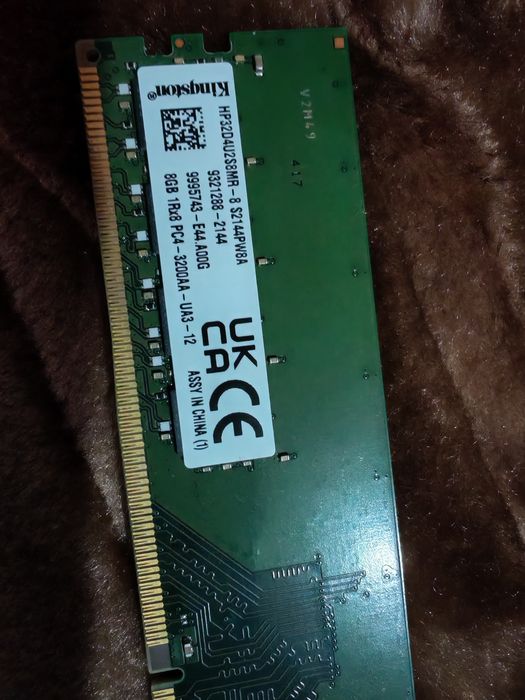 Kingston®
HP32D4U2S8MR-8 S2144PW8A
9321288-2144
9995743-E44.A00G
8GB 1Rx8 PC4-3200AA-UA3-12
UK
CA
CE
ASSY IN CHINA (1)
V2M49
417